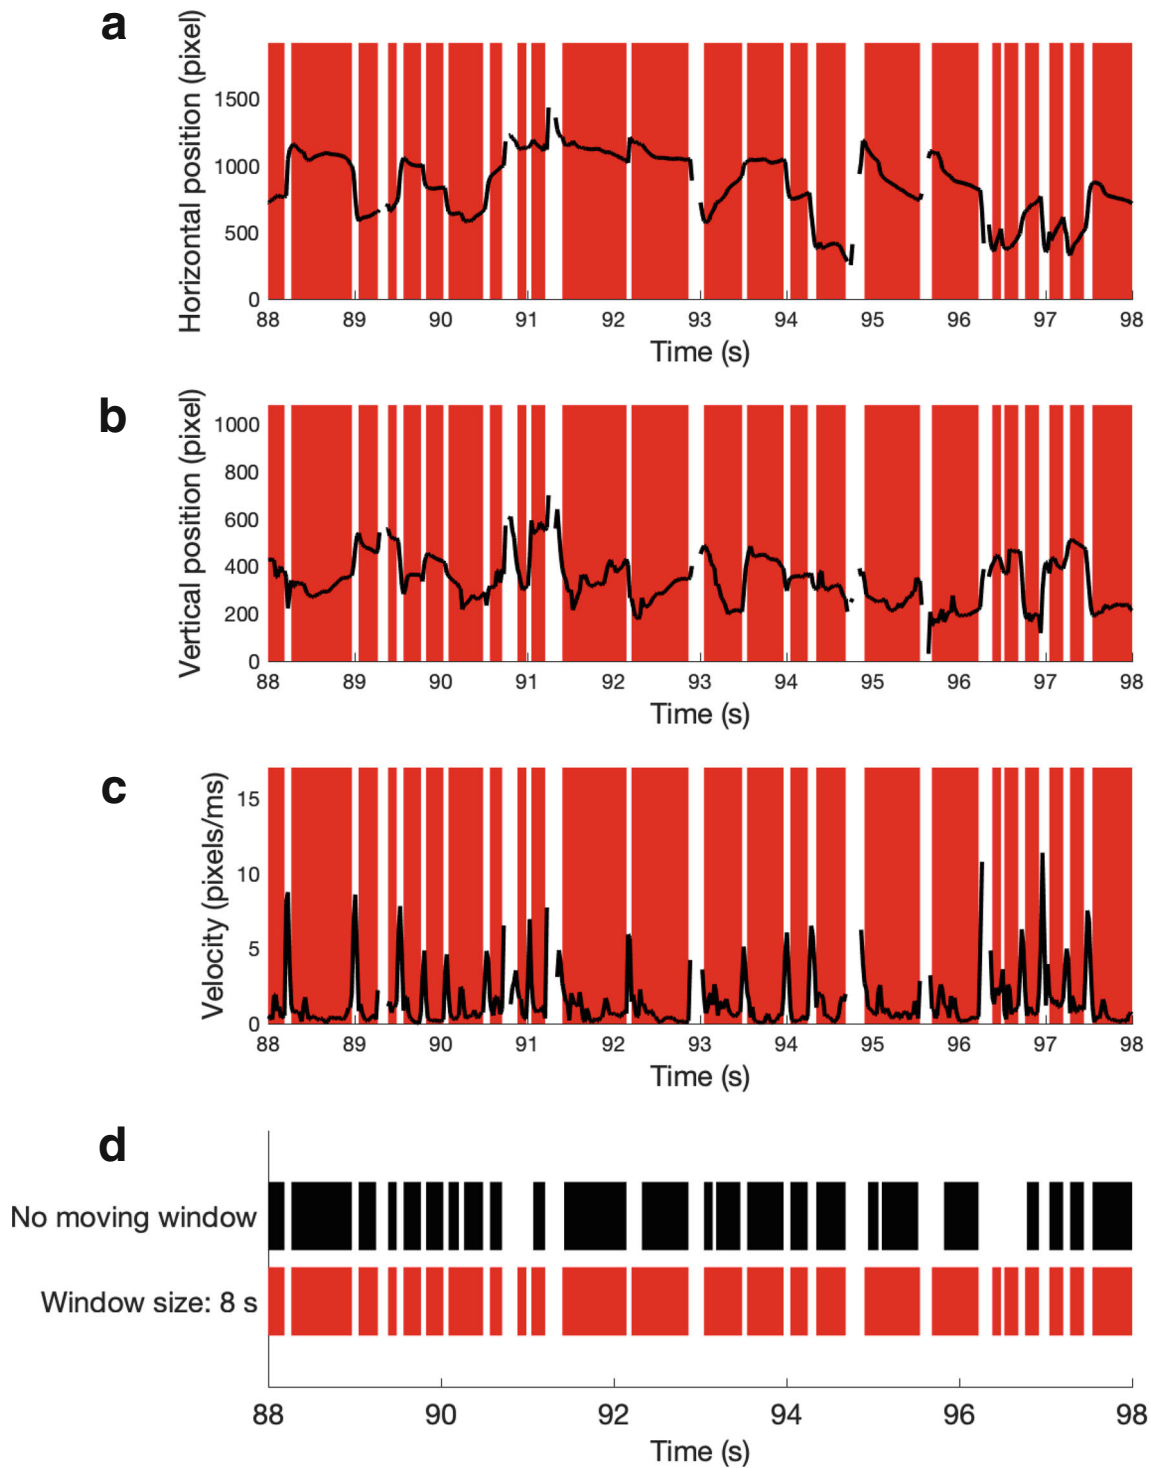 a
Horizontal position (pixel)
1500
1000
500
0
88 89 90 91 92 93 94 95 96 97 98
Time (s)
b
Vertical position (pixel)
1000
800
600
400
200
0
88 89 90 91 92 93 94 95 96 97 98
Time (s)
c
Velocity (pixels/ms)
15
10
5
0
88 89 90 91 92 93 94 95 96 97 98
Time (s)
d
No moving window
Window size: 8 s
88 90 92 94 96 98
Time (s)